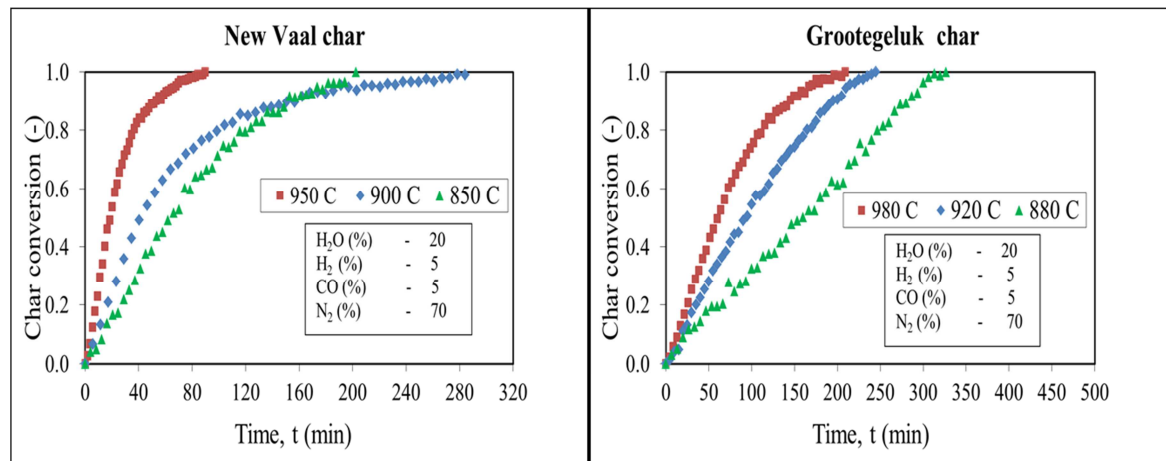 New Vaal char
Char conversion (-)
1.0
0.8
0.6
0.4
0.2
0.0
950 C 900 C 850 C
H₂O (%) - 20
H₂ (%) - 5
CO (%) - 5
N₂ (%) - 70
0 40 80 120 160 200 240 280 320
Time, t (min)
Grootegeluk char
Char conversion (-)
1.0
0.8
0.6
0.4
0.2
0.0
980 C 920 C 880 C
H₂O (%) - 20
H₂ (%) - 5
CO (%) - 5
N₂ (%) - 70
0 50 100 150 200 250 300 350 400 450 500
Time, t (min)